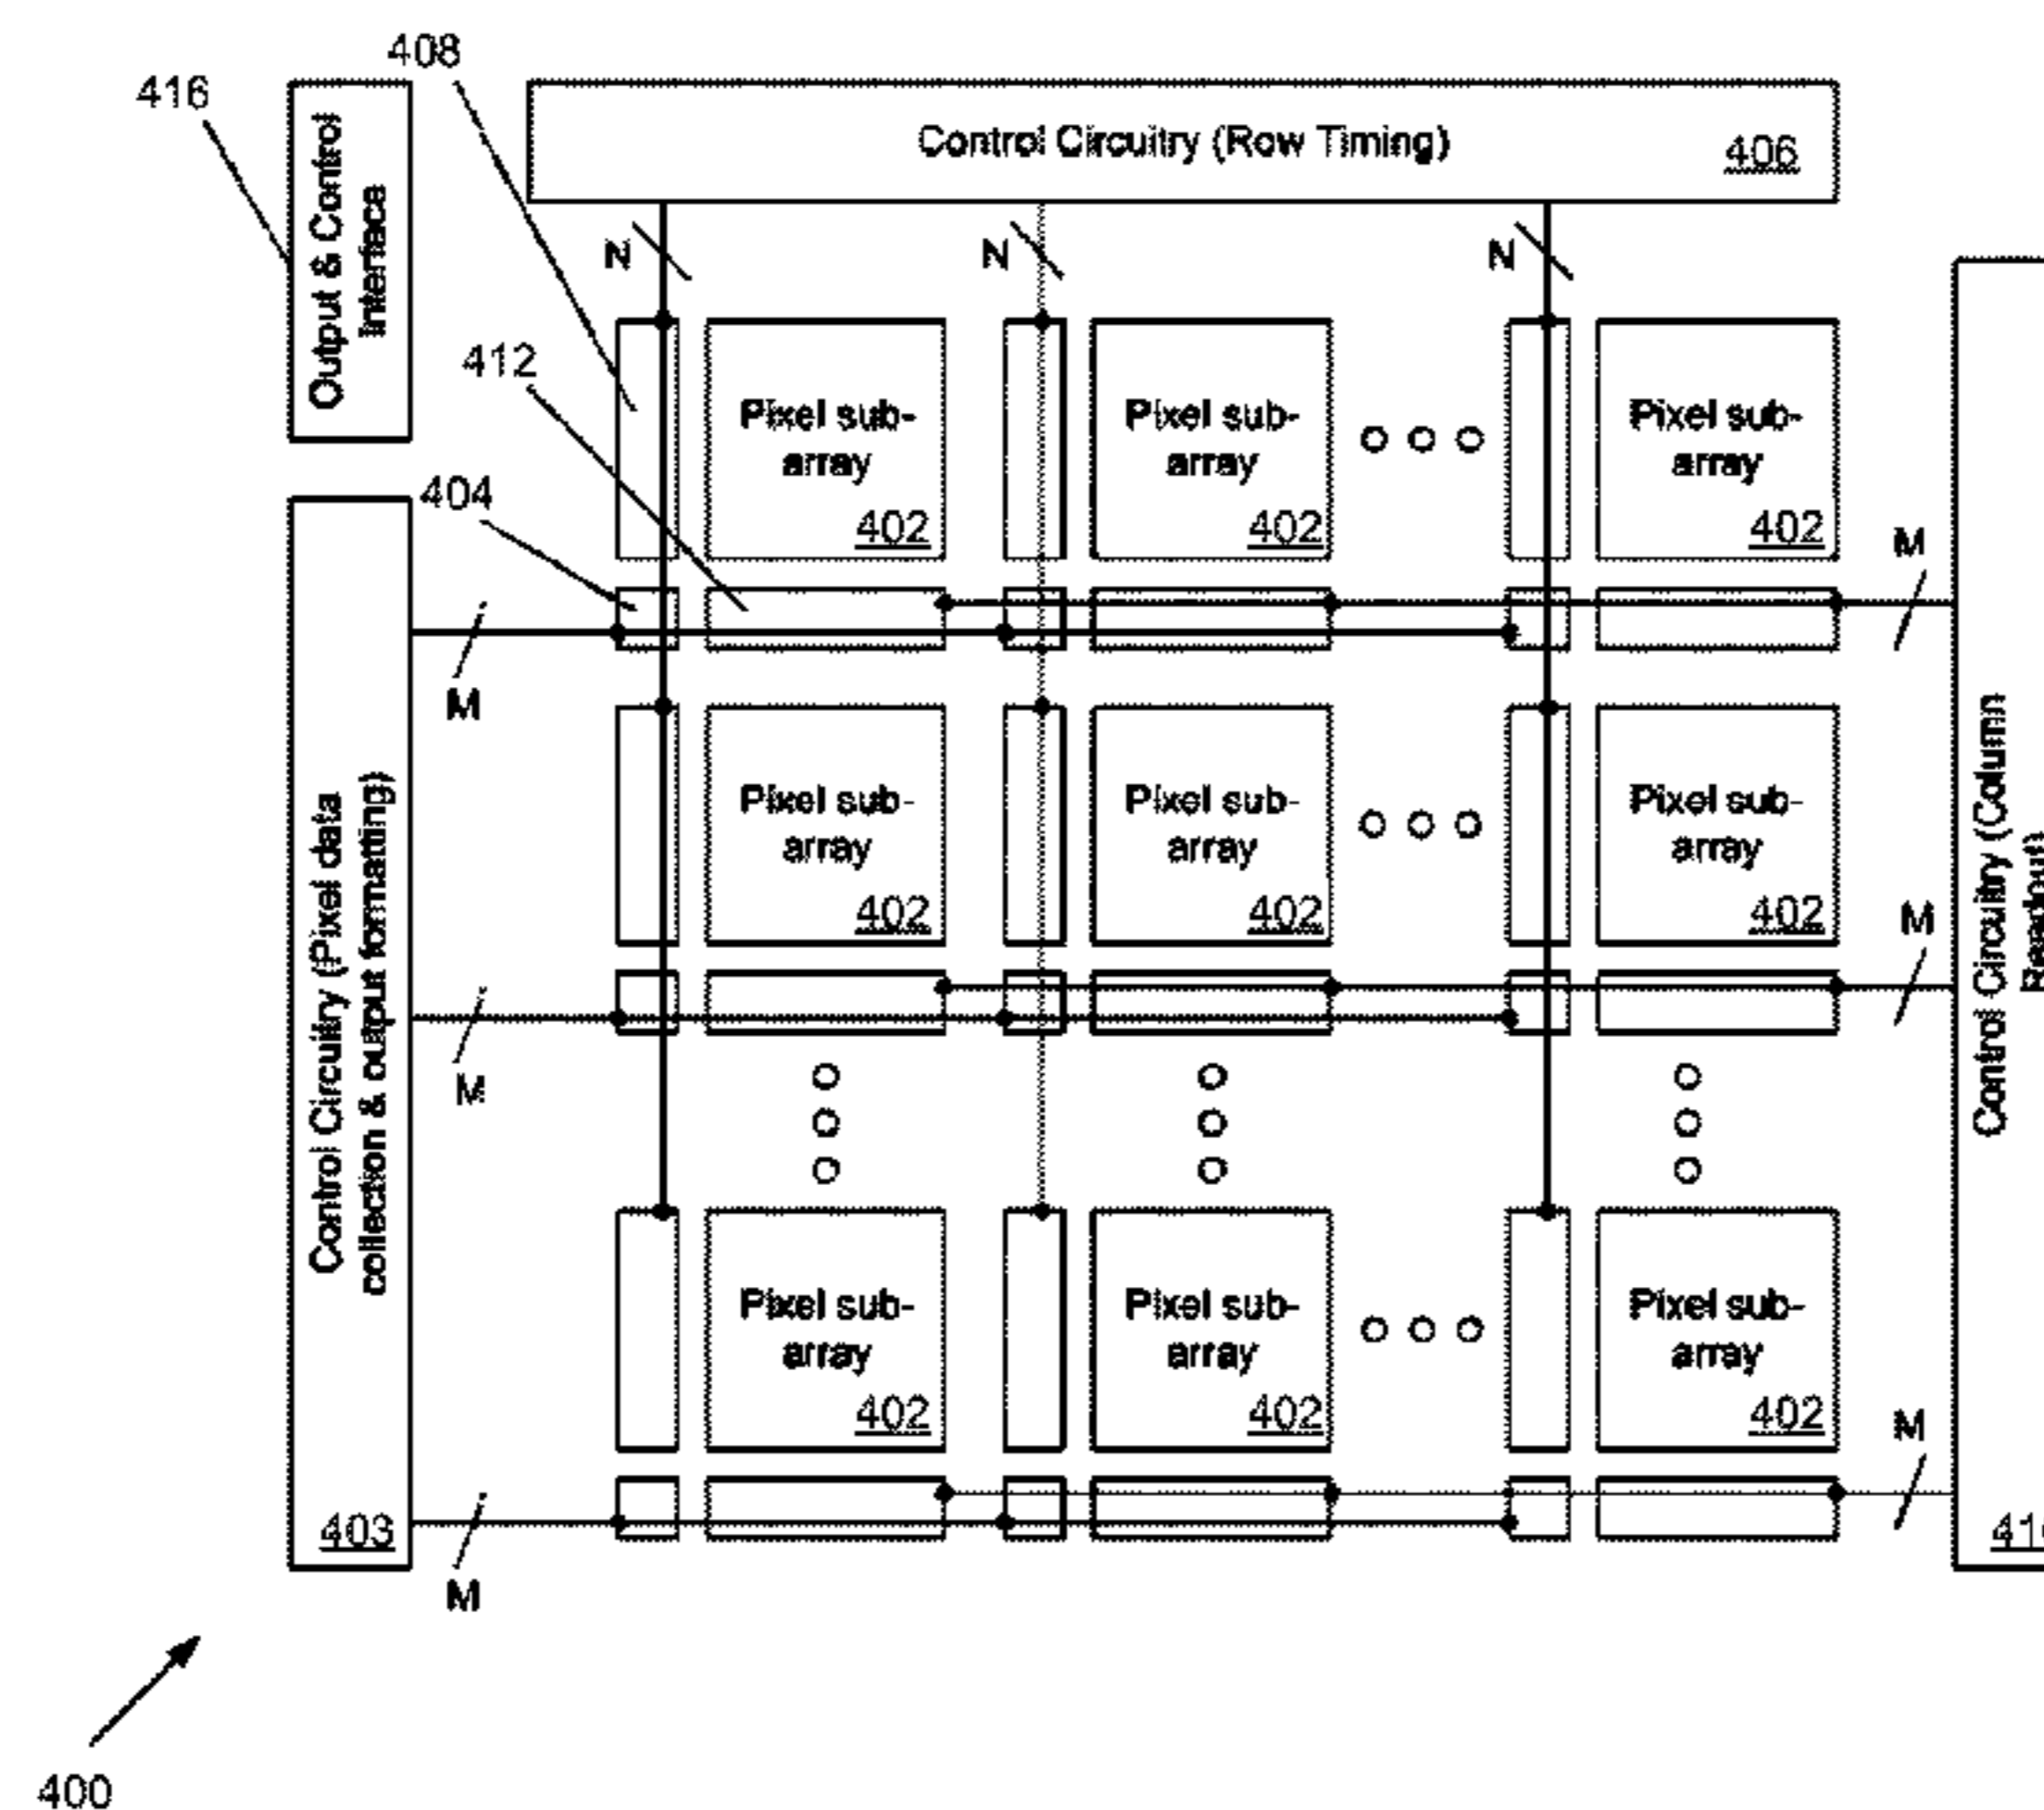 408
416
Control Circuitry (Row Timing)
406
Output & Control
Interface
N
N
N
412
Pixel sub-
array
402
Pixel sub-
array
402
Pixel sub-
array
402
404
M
M
Pixel sub-
array
402
Pixel sub-
array
402
Pixel sub-
array
402
M
M
Control Circuitry (Pixel data
collection & output formatting)
403
Control Circuitry (Column
Readout)
Pixel sub-
array
402
Pixel sub-
array
402
Pixel sub-
array
402
M
M
400